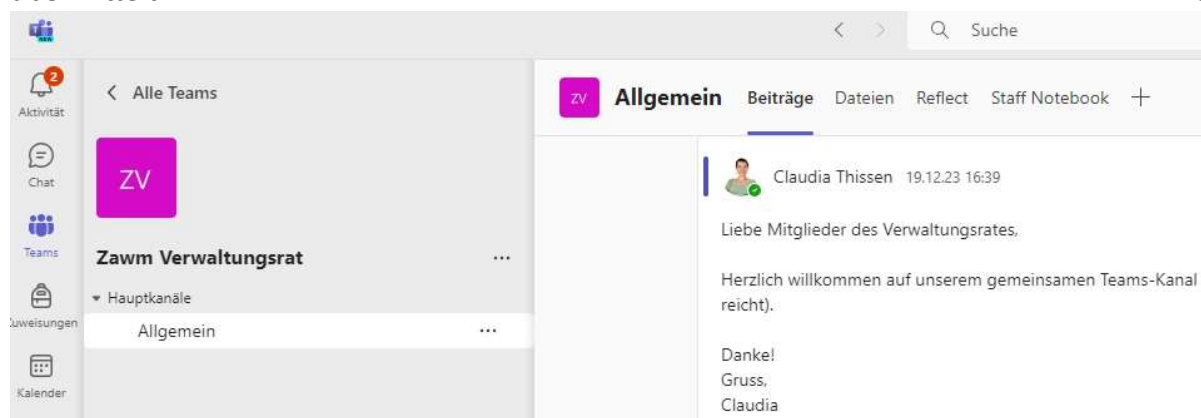 Suche
2
Aktivität
Alle Teams
ZV
Allgemein
Beiträge
Dateien
Reflect
Staff Notebook
Chat
ZV
Claudia Thissen 19.12.23 16:39
Teams
Liebe Mitglieder des Verwaltungsrates,
Zawm Verwaltungsrat
...
Herzlich willkommen auf unserem gemeinsamen Teams-Kanal
Hauptkanäle
reicht).
Allgemein
...
Danke!
Gruss,
Kalender
Claudia